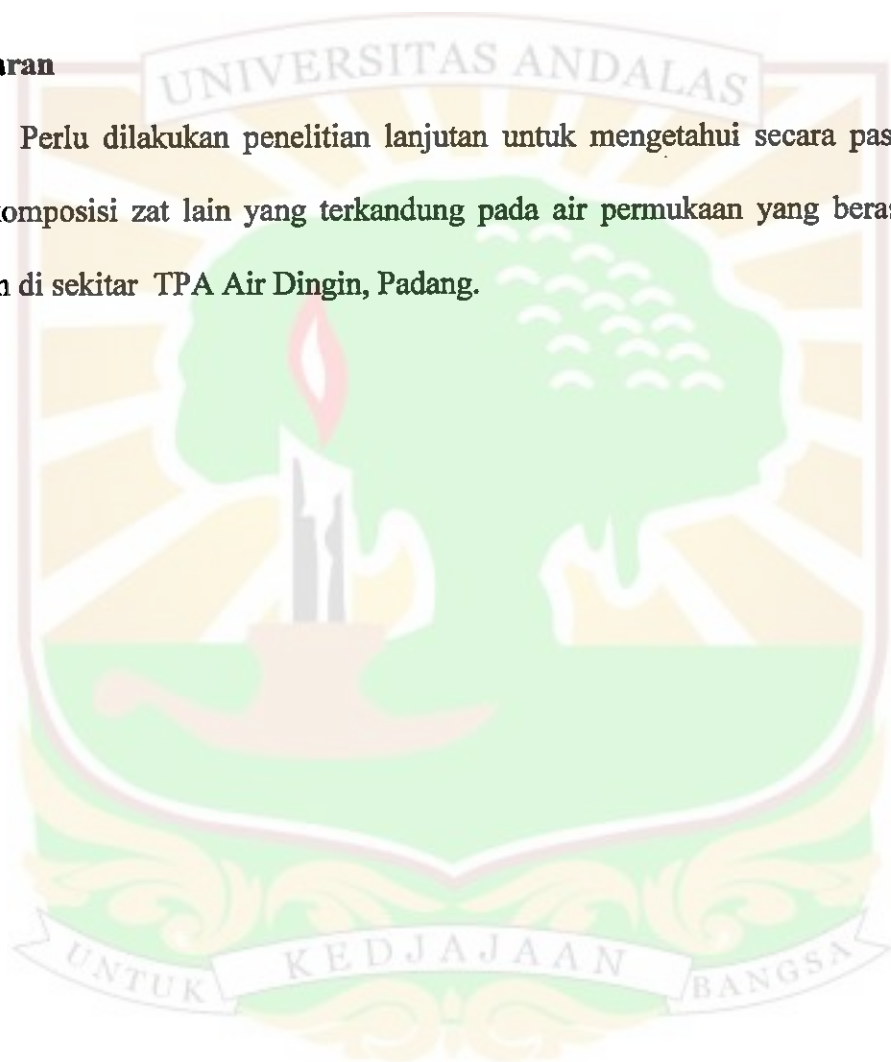 UNIVERSITAS ANDALAS
aran
Perlu dilakukan penelitian lanjutan untuk mengetahui secara pas
komposisi zat lain yang terkandung pada air permukaan yang beras
n di sekitar TPA Air Dingin, Padang.
UNTUK KEDJAJAAN BANGSA